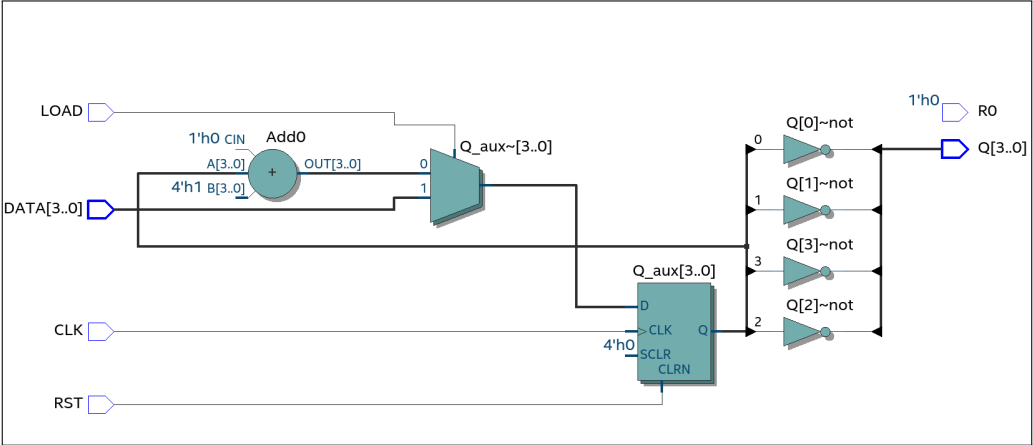 LOAD
1'h0 CIN
Add0
A[3..0]
OUT[3..0]
+
4'h1 B[3..0]
DATA[3..0]
Q_aux~[3..0]
0
1
CLK
RST
Q_aux[3..0]
D
CLK
Q
4'h0
SCLR
CLRN
Q[0]~not
0
Q[1]~not
1
Q[3]~not
3
Q[2]~not
2
1'h0
R0
Q[3..0]